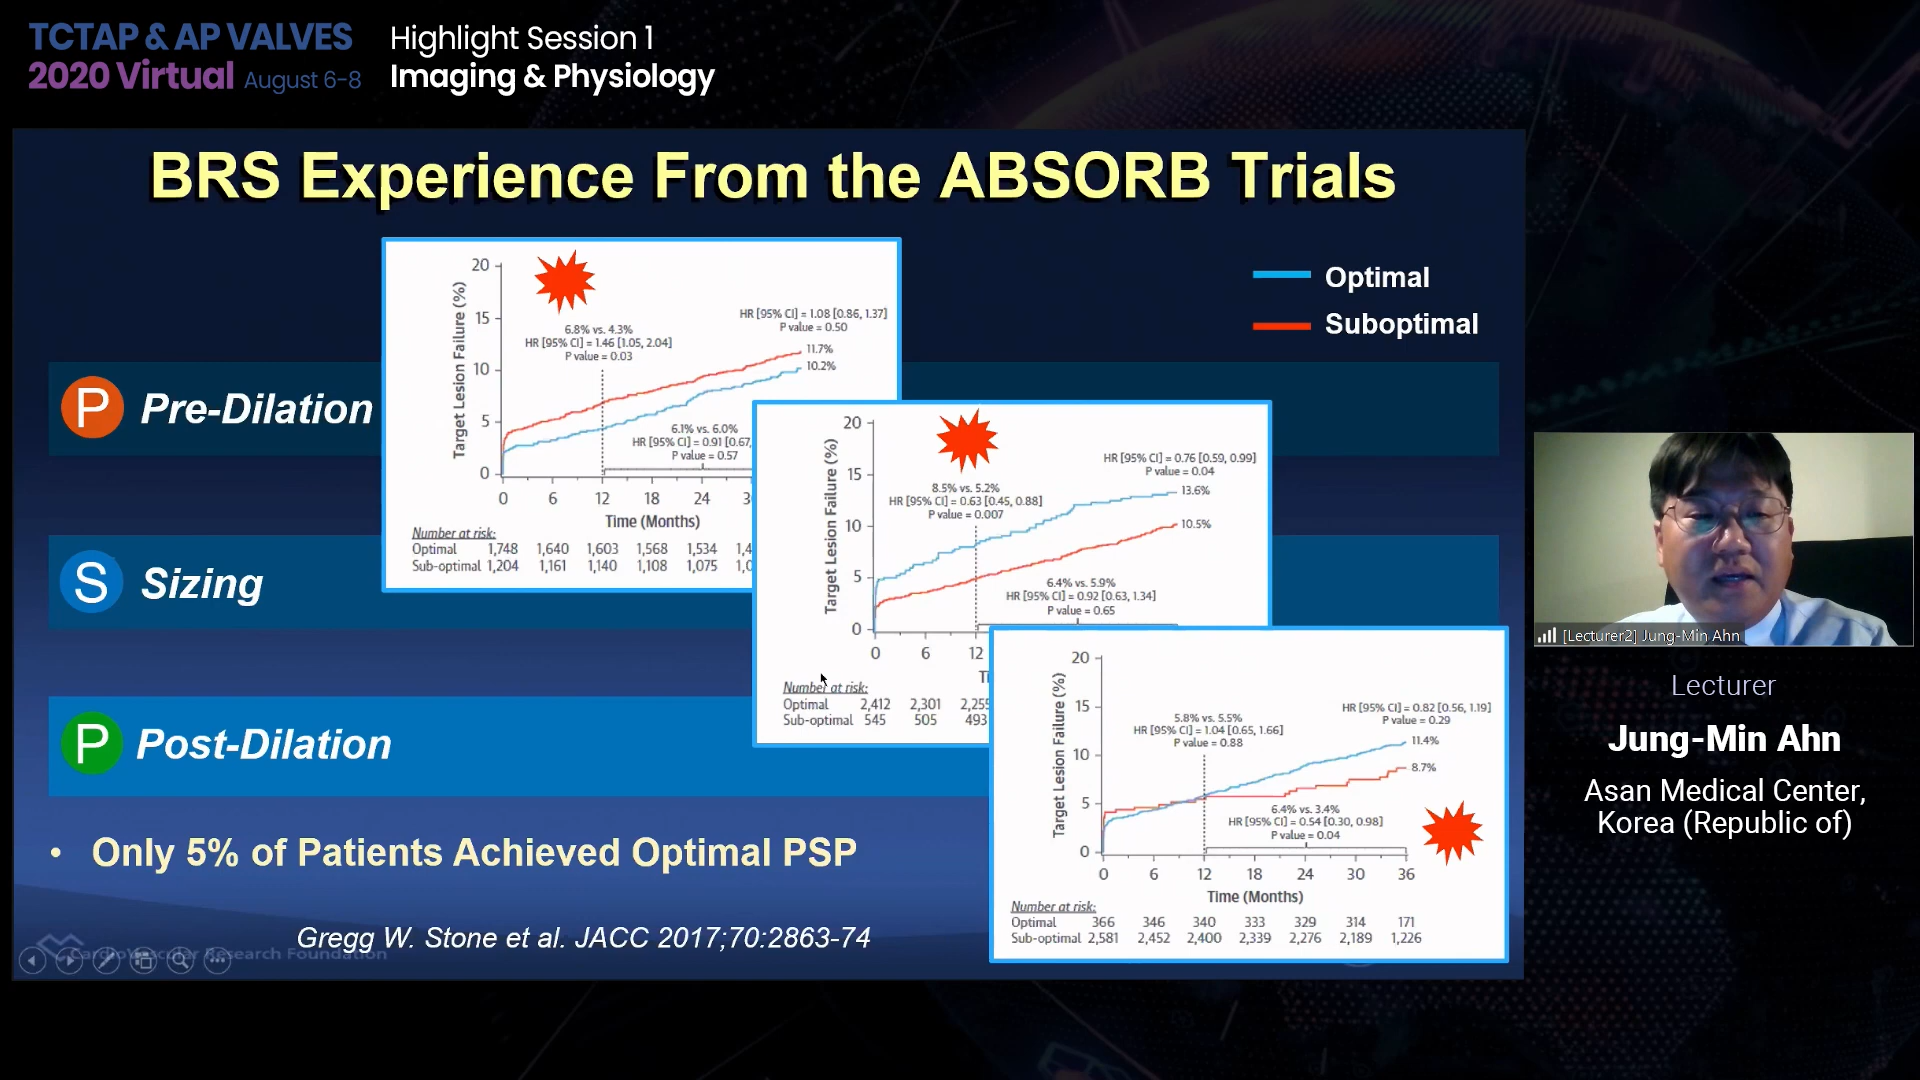 TCTAP & AP VALVES
2020 Virtual August 6-8
Highlight Session 1
Imaging & Physiology
BRS Experience From the ABSORB Trials
Optimal
Suboptimal
P Pre-Dilation
S Sizing
P Post-Dilation
Target Lesion Failure (%)
20
15
10
5
0
6.8% vs. 4.3%
HR [95% CI] = 1.46 [1.05, 2.04]
P value = 0.03
HR [95% CI] = 1.08 [0.86, 1.37]
P value = 0.50
11.7%
10.2%
6.1% vs. 6.0%
HR [95% CI] = 0.91 [0.67,
P value = 0.57
0 6 12 18 24 3
Time (Months)
Number at risk:
Optimal 1,748 1,640 1,603 1,568 1,534 1,4
Sub-optimal 1,204 1,161 1,140 1,108 1,075 1,0
Target Lesion Failure (%)
20
15
10
5
0
8.5% vs. 5.2%
HR [95% CI] = 0.63 [0.45, 0.88]
P value = 0.007
HR [95% CI] = 0.76 [0.59, 0.99]
P value = 0.04
13.6%
10.5%
6.4% vs. 5.9%
HR [95% CI] = 0.92 [0.63, 1.34]
P value = 0.65
0 6 12
Ti
Number at risk:
Optimal 2,412 2,301 2,255
Sub-optimal 545 505 493
Target Lesion Failure (%)
20
15
10
5
0
5.8% vs. 5.5%
HR [95% CI] = 1.04 [0.65, 1.66]
P value = 0.88
HR [95% CI] = 0.82 [0.56, 1.19]
P value = 0.29
11.4%
8.7%
6.4% vs. 3.4%
HR [95% CI] = 0.54 [0.30, 0.98]
P value = 0.04
0 6 12 18 24 30 36
Time (Months)
Number at risk:
Optimal 366 346 340 333 329 314 171
Sub-optimal 2,581 2,452 2,400 2,339 2,276 2,189 1,226
• Only 5% of Patients Achieved Optimal PSP
Gregg W. Stone et al. JACC 2017;70:2863-74
CardioVascular Research Foundation
[Lecturer2] Jung-Min Ahn
Lecturer
Jung-Min Ahn
Asan Medical Center,
Korea (Republic of)